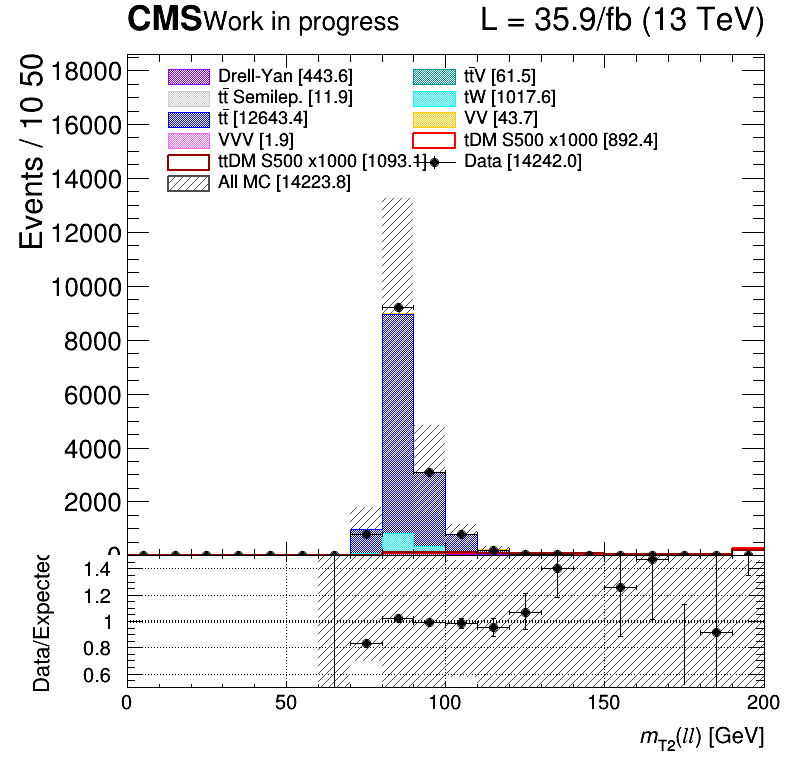 CMS Work in progress L = 35.9/fb (13 TeV)
Events / 10 50
18000
16000
14000
12000
10000
8000
6000
4000
2000
0
Drell-Yan [443.6]
tt̄ Semilep. [11.9]
tt̄ [12643.4]
VVV [1.9]
ttDM S500 x1000 [1093.1]
All MC [14223.8]
tt̄V [61.5]
tW [1017.6]
VV [43.7]
tDM S500 x1000 [892.4]
Data [14242.0]
Data/Expected
1.4
1.2
1
0.8
0.6
0 50 100 150 200
m_T2(ll) [GeV]